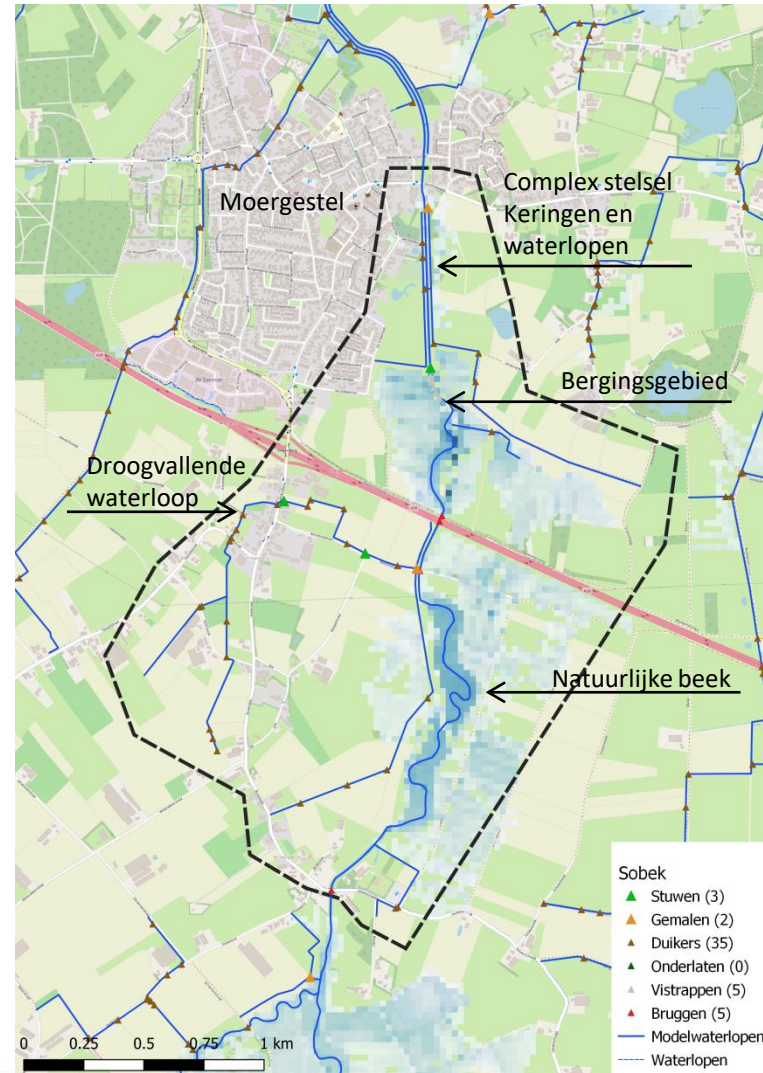 Moergestel
Complex stelsel
Keringen en
waterlopen
Bergingsgebied
Droogvallende
waterloop
Natuurlijke beek
Sobek
Stuwen (3)
Gemalen (2)
Duikers (35)
Onderlaten (0)
Vistrappen (5)
Bruggen (5)
Modelwaterlopen
Waterlopen
0 0.25 0.5 0.75 1 km